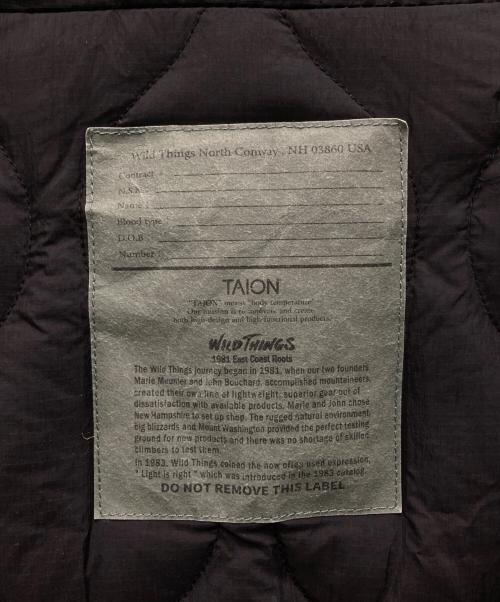 Wild Things North Conway , NH 03860 USA
Contract :
N.S.N. :
Name :
Blood type :
D.O.B :
Number :
TAION
"TAION" means "body temperature"
Our mission is to analyze and create
both logo-design and high-functional products.
WILD THINGS
1981 East Coast Roots
The Wild Things journey began in 1981, when our two founders
Marie Meunier and John Bouchard, accomplished mountaineers,
created their own line of lightweight, superior gear out of
dissatisfaction with available products. Marie and John chose
New Hampshire to set up shop. The rugged natural environment,
big blizzards and Mount Washington provided the perfect testing
ground for new products and there was no shortage of skilled
climbers to test them.
In 1983, Wild Things coined the now often used expression,
" Light is right " which was introduced in the 1983 catalog.
DO NOT REMOVE THIS LABEL